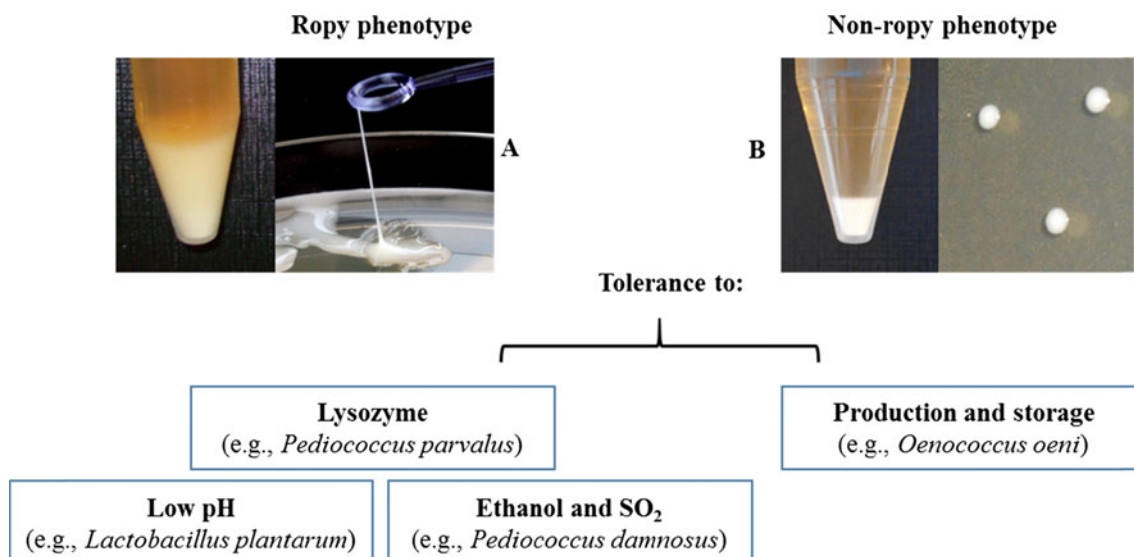 Ropy phenotype
Non-ropy phenotype
A
B
Tolerance to:
Lysozyme
(e.g., Pediococcus parvalus)
Production and storage
(e.g., Oenococcus oeni)
Low pH
(e.g., Lactobacillus plantarum)
Ethanol and SO₂
(e.g., Pediococcus damnosus)